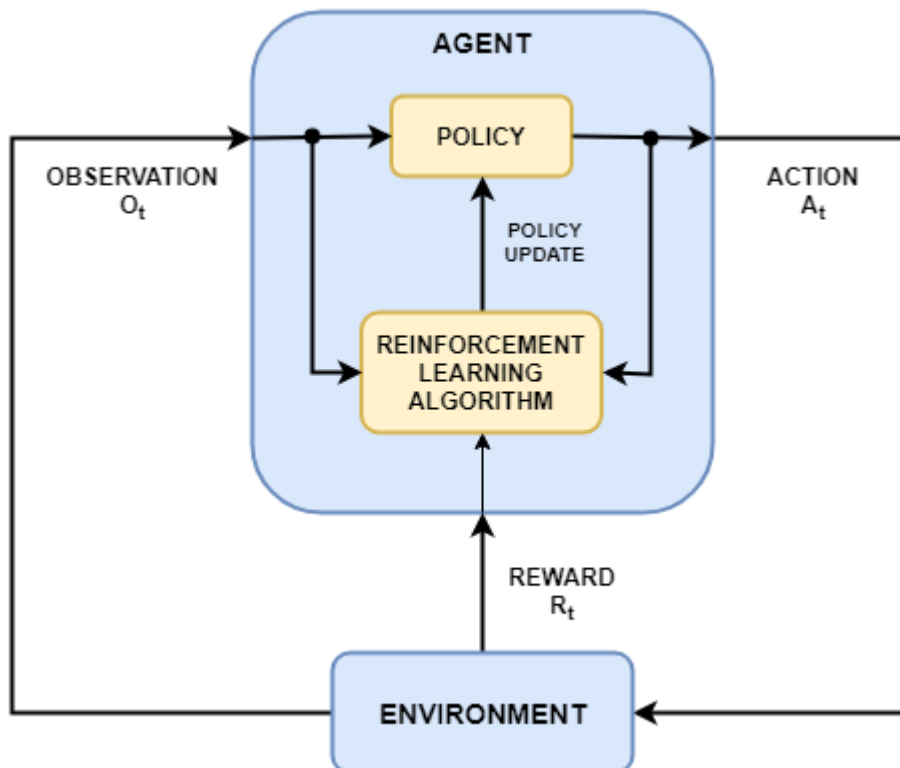 AGENT
POLICY
OBSERVATION
Oₜ
ACTION
Aₜ
POLICY
UPDATE
REINFORCEMENT
LEARNING
ALGORITHM
REWARD
Rₜ
ENVIRONMENT